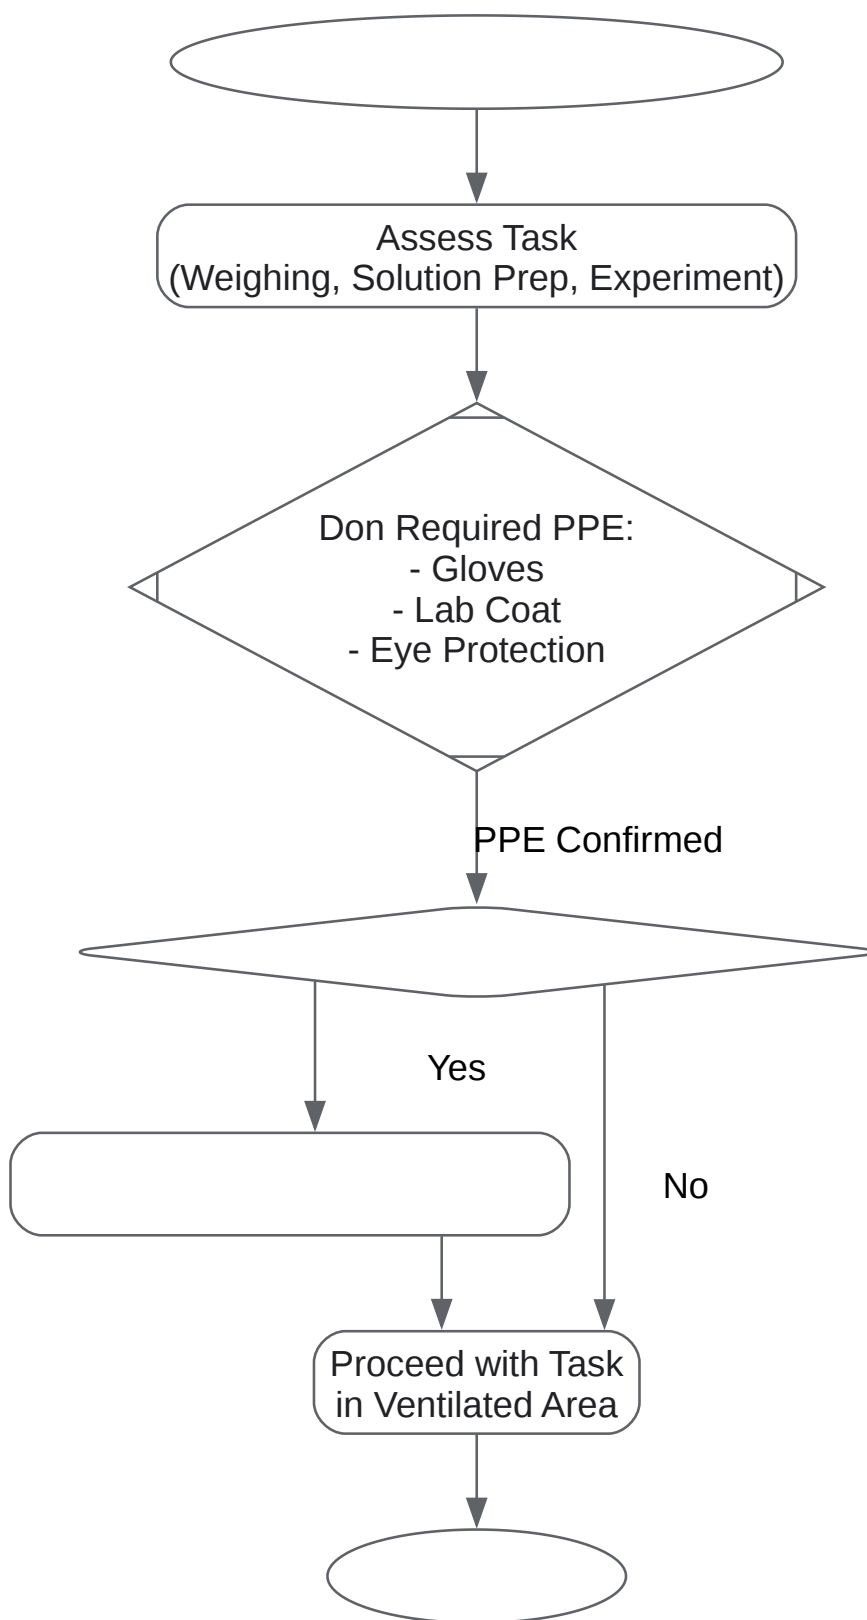 Assess Task
(Weighing, Solution Prep, Experiment)
Don Required PPE:
- Gloves
- Lab Coat
- Eye Protection
PPE Confirmed
Yes
No
Proceed with Task
in Ventilated Area